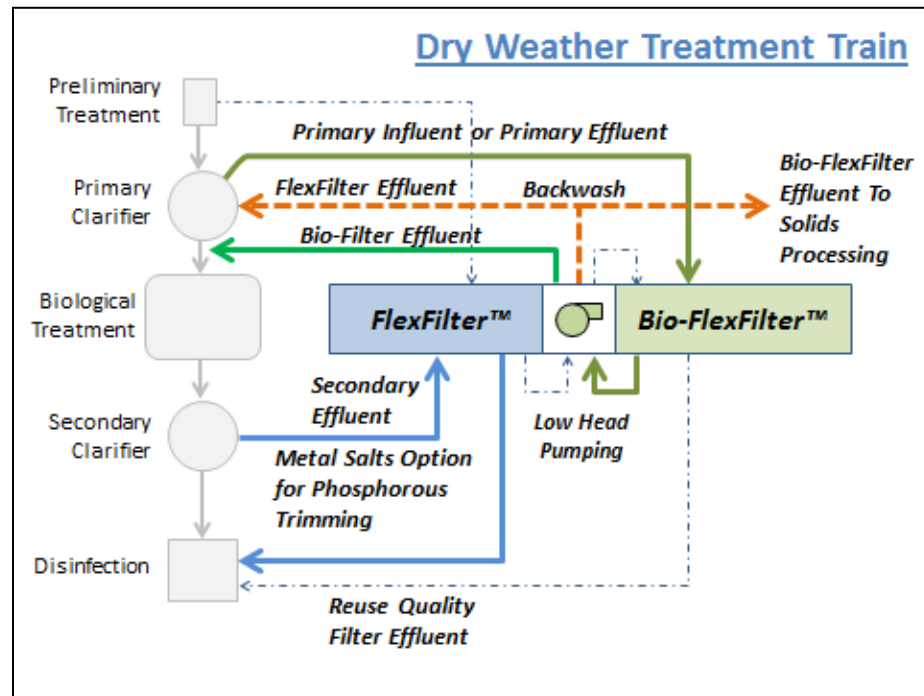 Dry Weather Treatment Train
Preliminary
Treatment
Primary Influent or Primary Effluent
Primary
Clarifier
FlexFilter Effluent
Backwash
Bio-FlexFilter
Effluent To
Solids
Processing
Bio-Filter Effluent
Biological
Treatment
FlexFilter™
Bio-FlexFilter™
Secondary
Effluent
Secondary
Clarifier
Low Head
Pumping
Metal Salts Option
for Phosphorous
Trimming
Disinfection
Reuse Quality
Filter Effluent